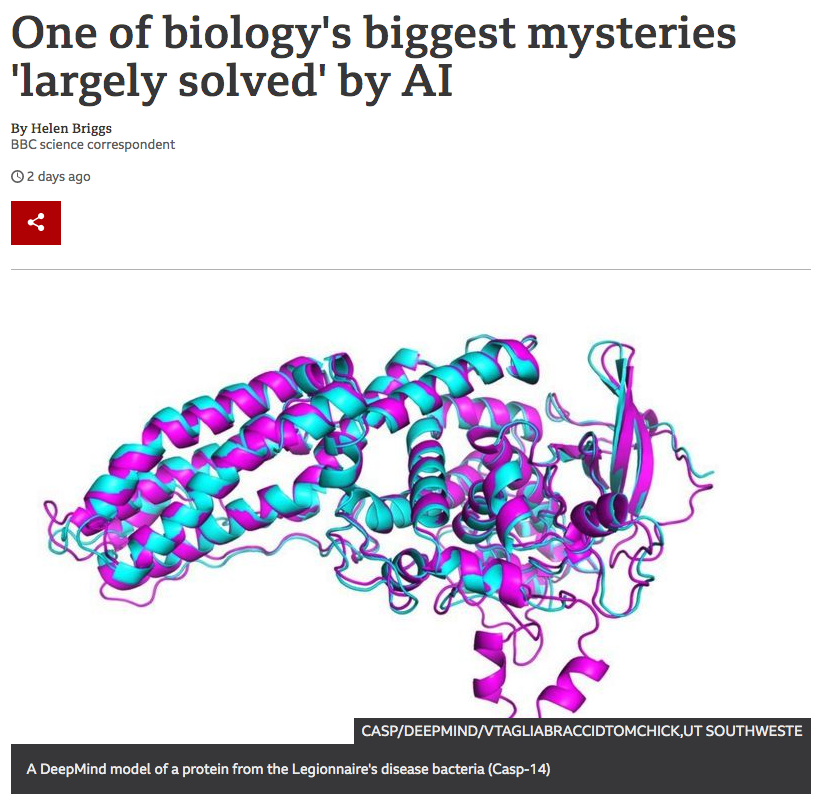 One of biology's biggest mysteries
'largely solved' by AI
By Helen Briggs
BBC science correspondent
2 days ago
CASP/DEEPMIND/VTAGLIABRACCIDTOMCHICK,UT SOUTHWESTE
A DeepMind model of a protein from the Legionnaire's disease bacteria (Casp-14)